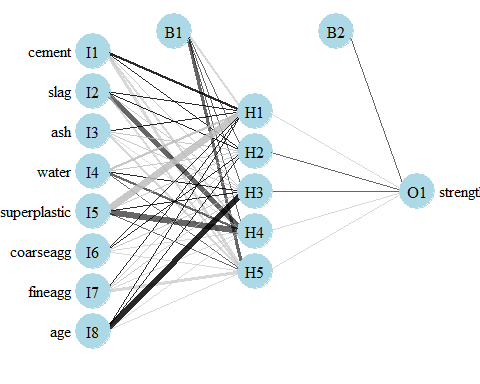 B1
B2
cement I1
slag I2
ash I3
water I4
superplastic I5
coarseagg I6
fineagg I7
age I8
H1
H2
H3
H4
H5
O1 strength